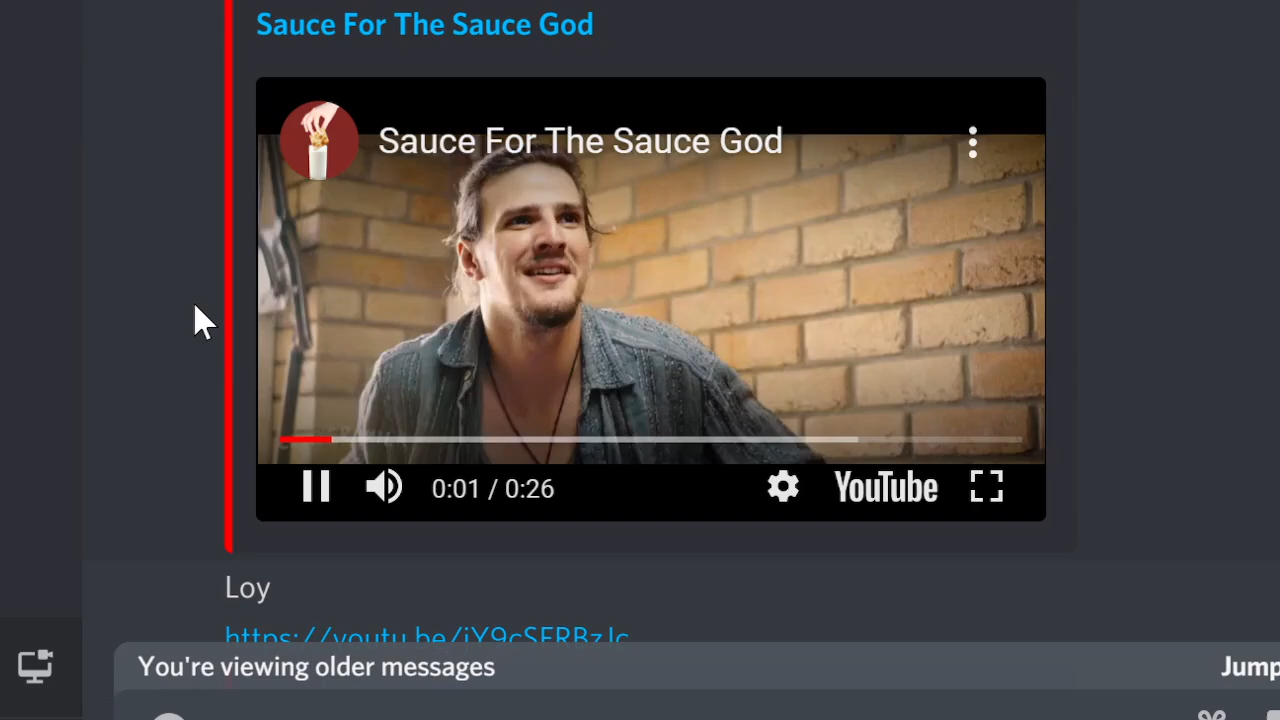 Sauce For The Sauce God
Sauce For The Sauce God
0:01 / 0:26
YouTube
Loy
You're viewing older messages
Jump